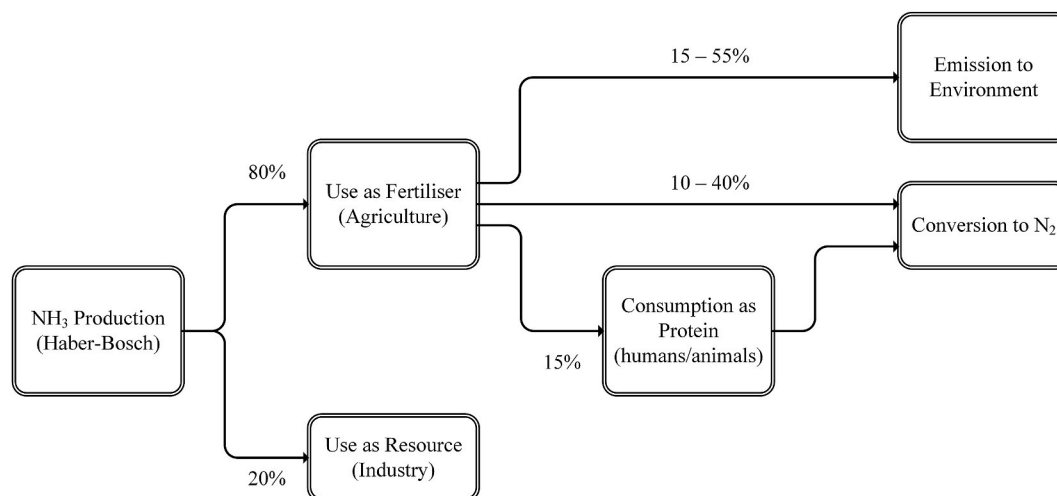 15 – 55%
Emission to
Environment
80%
Use as Fertiliser
(Agriculture)
10 – 40%
Conversion to N₂
NH₃ Production
(Haber-Bosch)
Consumption as
Protein
(humans/animals)
15%
Use as Resource
(Industry)
20%